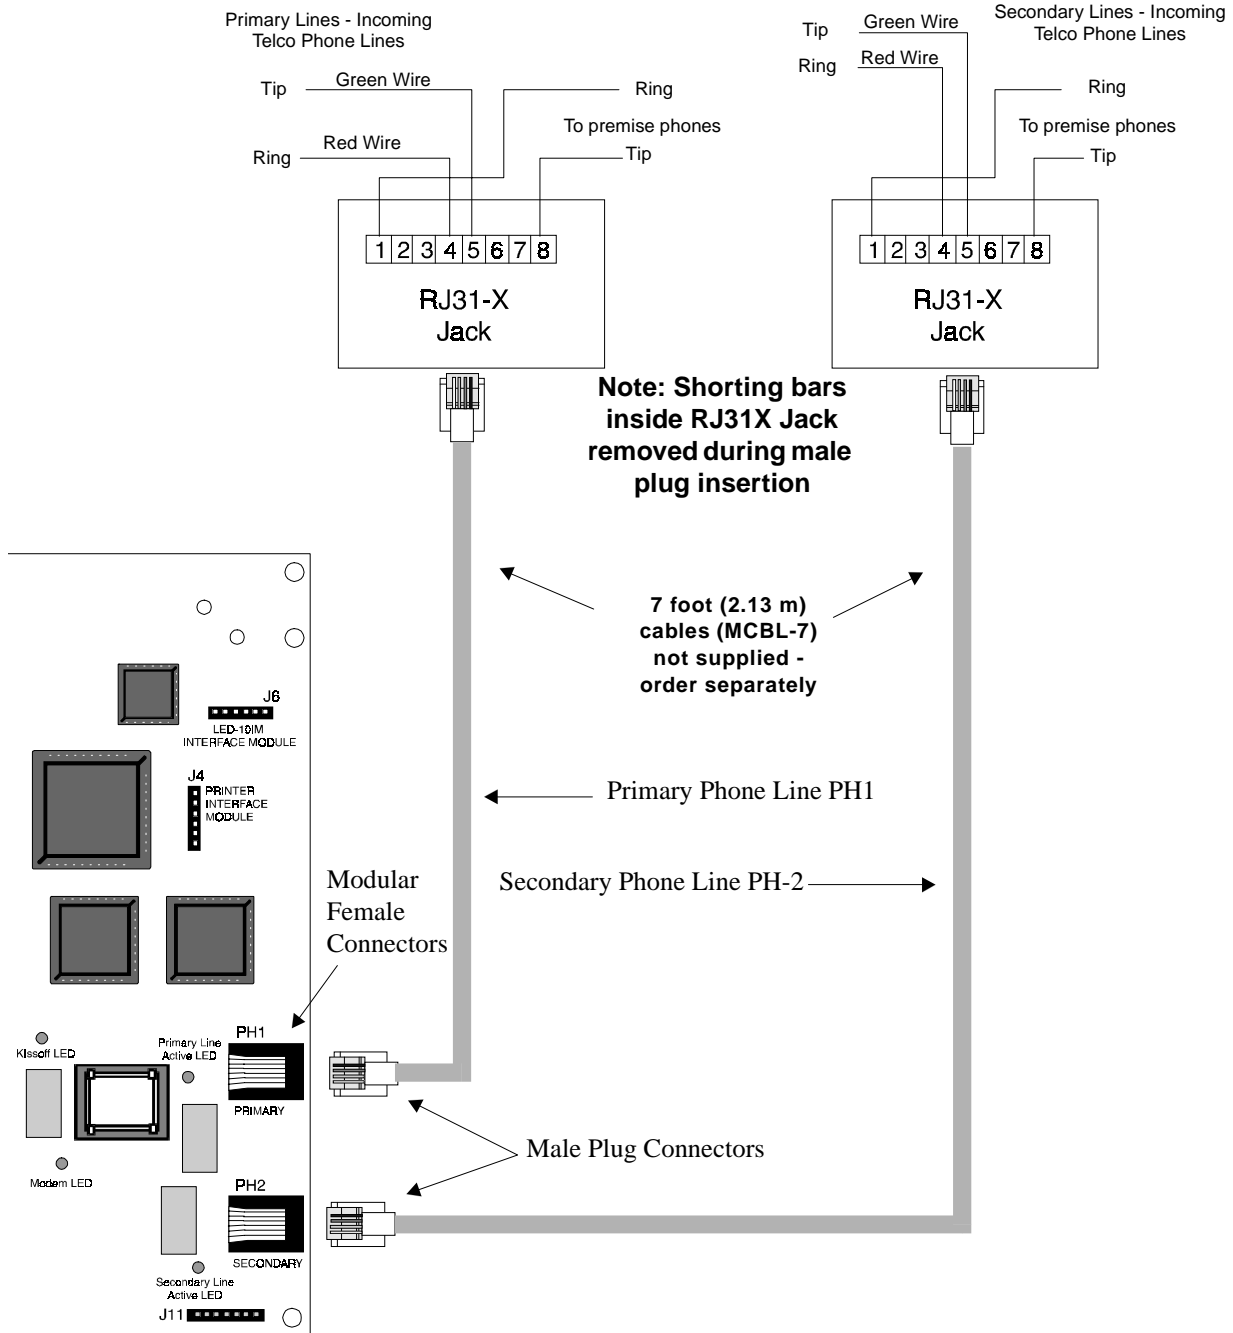 Primary Lines - Incoming
Telco Phone Lines
Tip
Green Wire
Ring
To premise phones
Ring
Red Wire
Tip
1 2 3 4 5 6 7 8
RJ31-X
Jack
Secondary Lines - Incoming
Telco Phone Lines
Tip
Green Wire
Ring
Red Wire
Ring
To premise phones
Tip
1 2 3 4 5 6 7 8
RJ31-X
Jack
Note: Shorting bars
inside RJ31X Jack
removed during male
plug insertion
7 foot (2.13 m)
cables (MCBL-7)
not supplied -
order separately
J6
LED-10IM
INTERFACE MODULE
J4
PRINTER
INTERFACE
MODULE
Primary Phone Line PH1
Secondary Phone Line PH-2
Modular
Female
Connectors
Kissoff LED
Primary Line
Active LED
PH1
PRIMARY
Modem LED
Male Plug Connectors
PH2
SECONDARY
Secondary Line
Active LED
J11